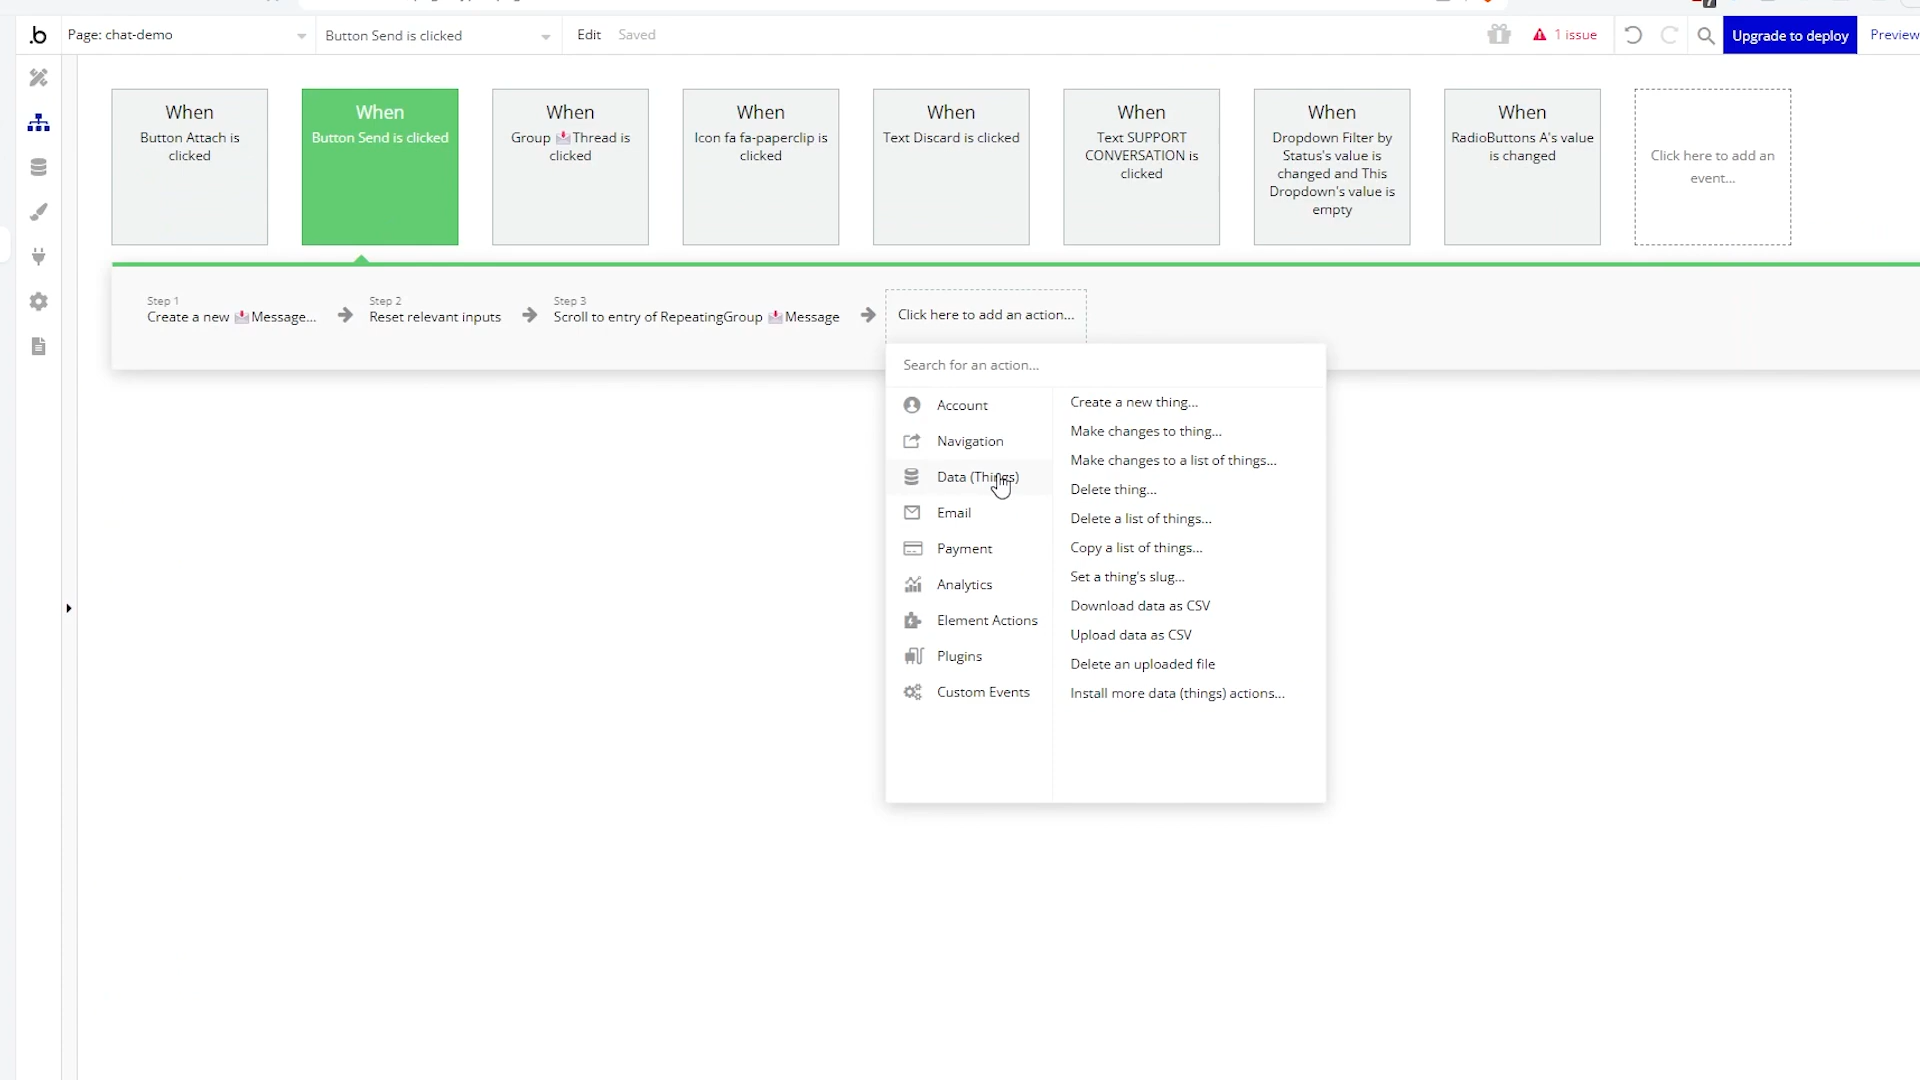 .b
Page: chat-demo
Button Send is clicked
Edit
Saved
1 issue
Upgrade to deploy
Preview
When
Button Attach is
clicked
When
Button Send is clicked
When
Group 📩Thread is
clicked
When
Icon fa fa-paperclip is
clicked
When
Text Discard is clicked
When
Text SUPPORT
CONVERSATION is
clicked
When
Dropdown Filter by
Status's value is
changed and This
Dropdown's value is
empty
When
RadioButtons A's value
is changed
Click here to add an
event...
Step 1
Create a new 📩Message...
Step 2
Reset relevant inputs
Step 3
Scroll to entry of RepeatingGroup 📩Message
Click here to add an action...
Search for an action...
Account
Navigation
Data (Things)
Email
Payment
Analytics
Element Actions
Plugins
Custom Events
Create a new thing...
Make changes to thing...
Make changes to a list of things...
Delete thing...
Delete a list of things...
Copy a list of things...
Set a thing's slug...
Download data as CSV
Upload data as CSV
Delete an uploaded file
Install more data (things) actions...